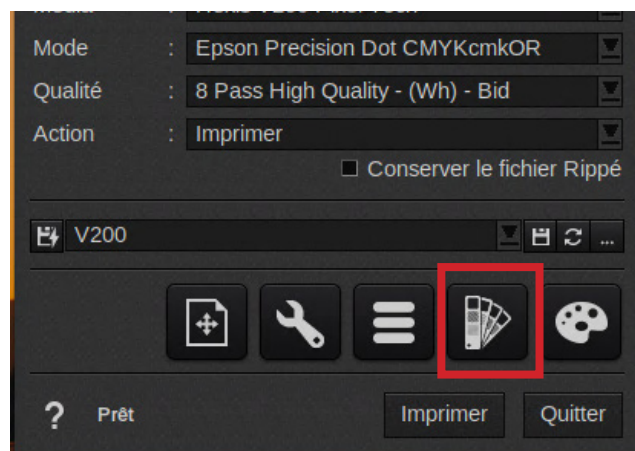 Mode : Epson Precision Dot CMYKcmkOR
Qualité : 8 Pass High Quality - (Wh) - Bid
Action : Imprimer
Conserver le fichier Rippé
V200 ...
? Prêt Imprimer Quitter